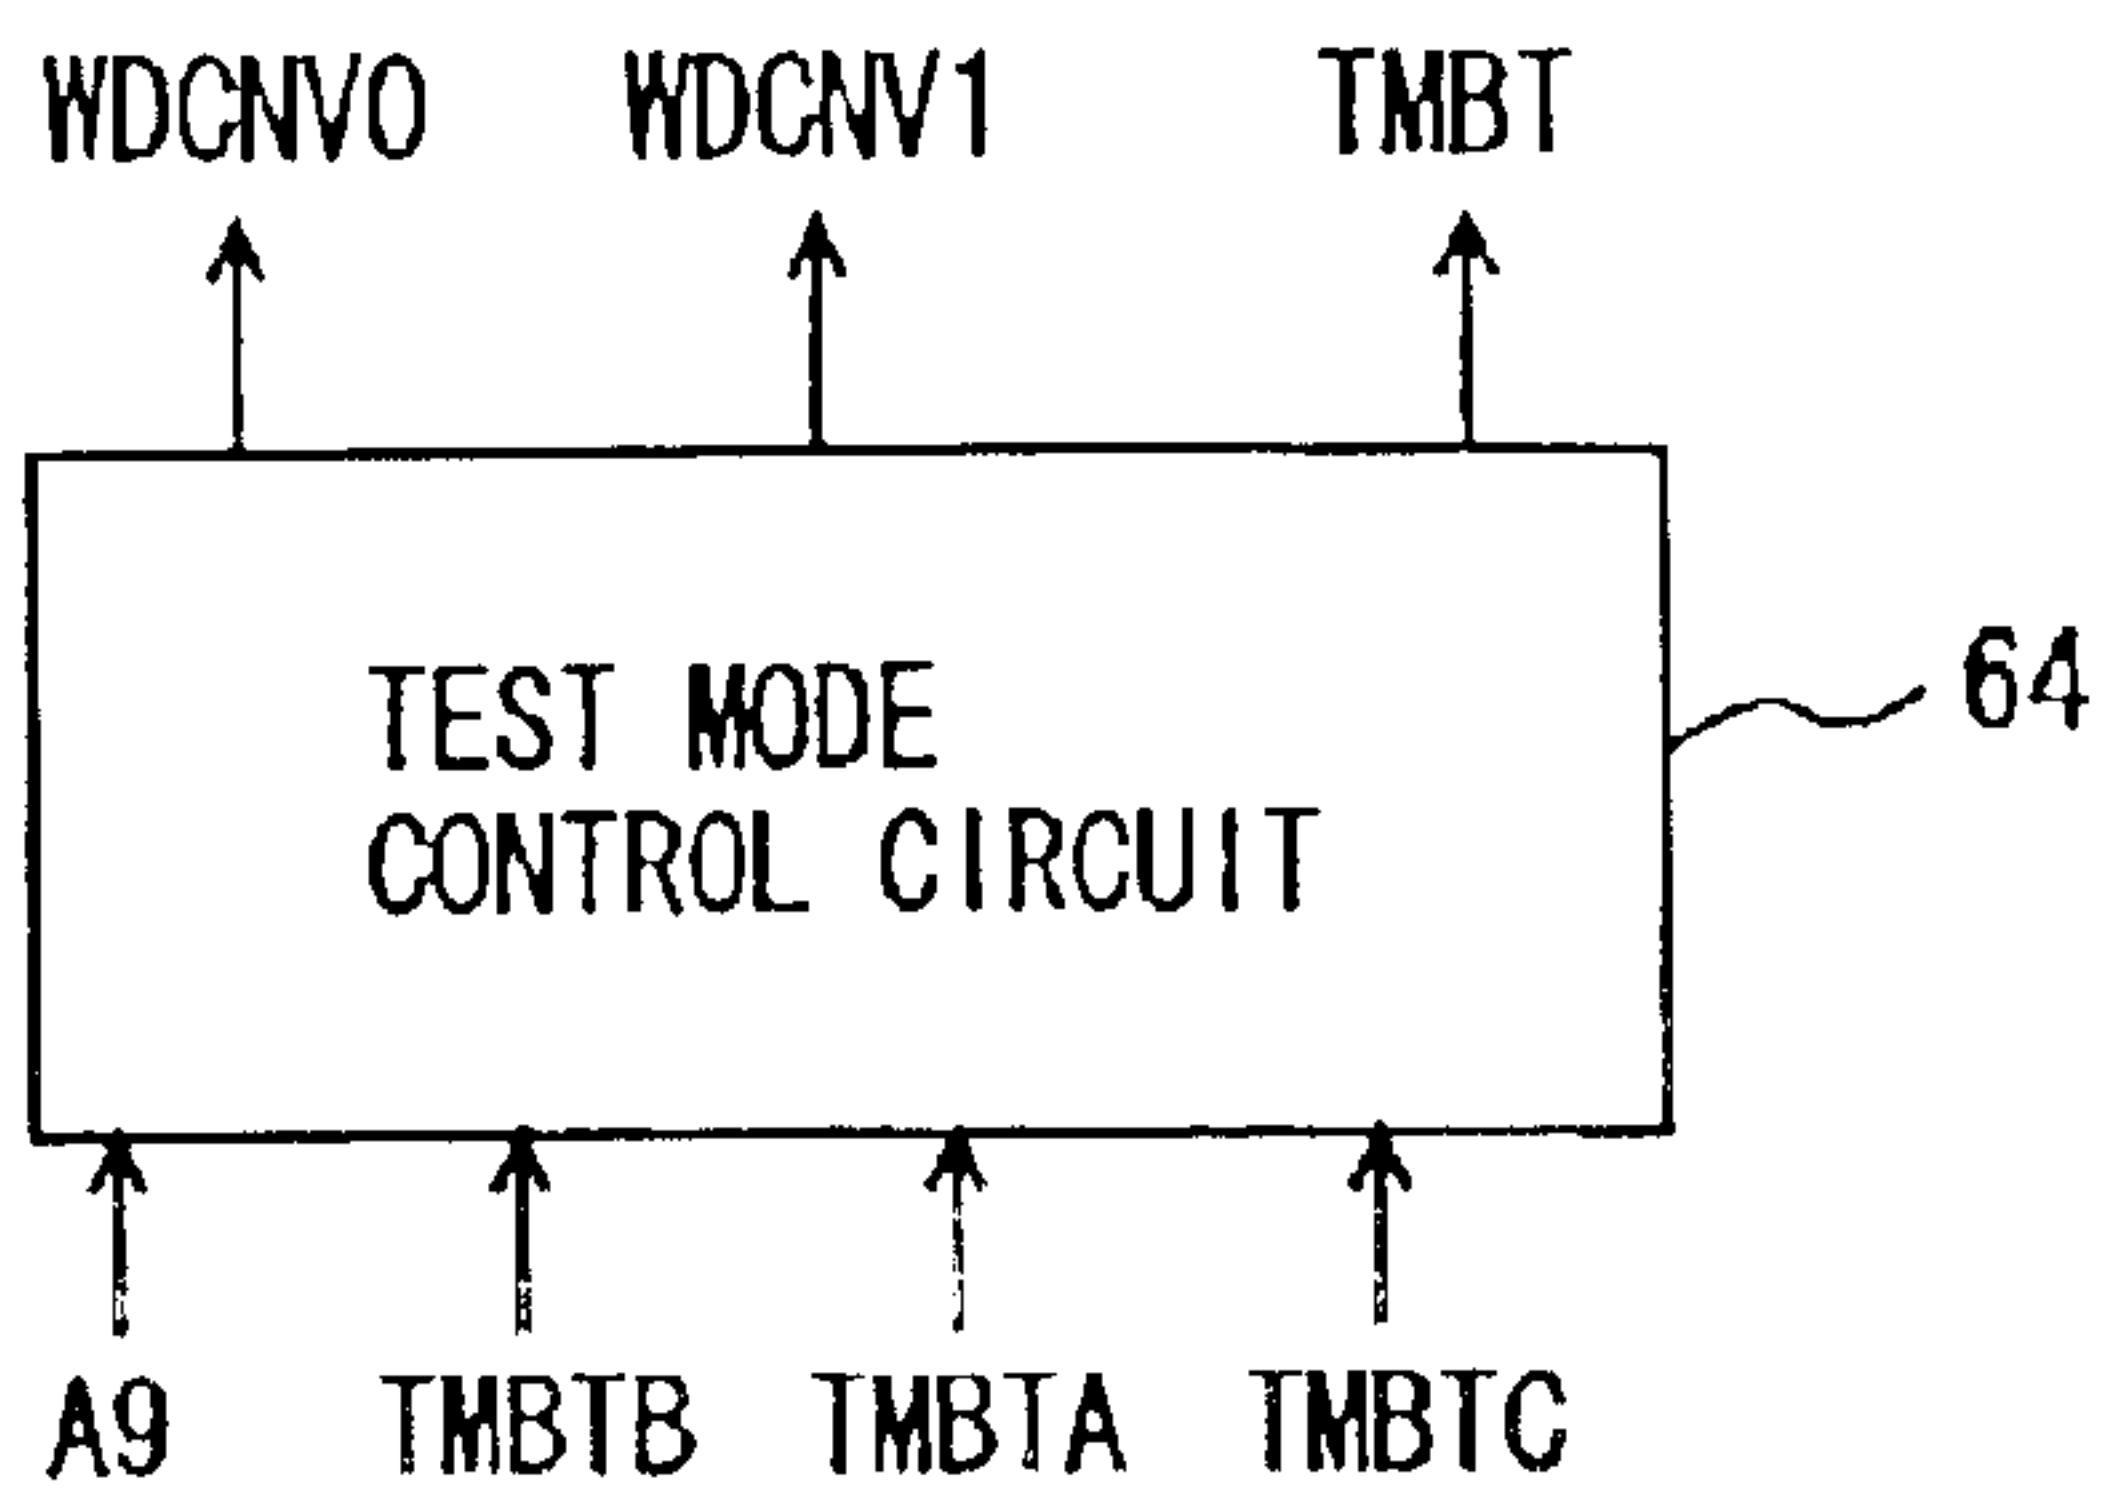 WDCNV0 WDCNV1 TMBT
TEST MODE
CONTROL CIRCUIT
64
A9 TMBTB TMBTA TMBTC